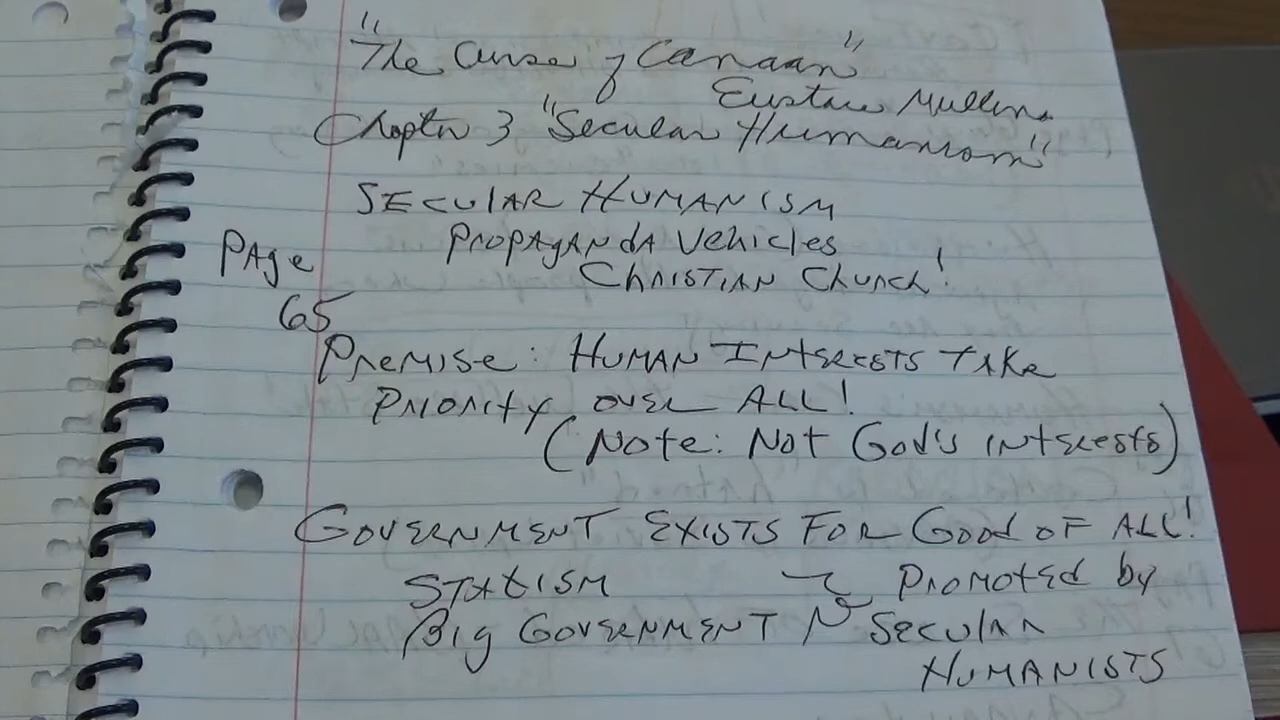 "The Curse of Canaan"
Eustace Mullins
Chapter 3 "Secular Humanism"
SECULAR HUMANISM
PROPAGANDA VEHICLES
CHRISTIAN CHURCH!
PAGE
65
PREMISE: HUMAN INTERESTS TAKE
PRIORITY OVER ALL!
(NOTE: NOT GOD'S INTERESTS)
GOVERNMENT EXISTS FOR GOOD OF ALL!
STATISM
PROMOTED by
BIG GOVERNMENT
SECULAR
HUMANISTS